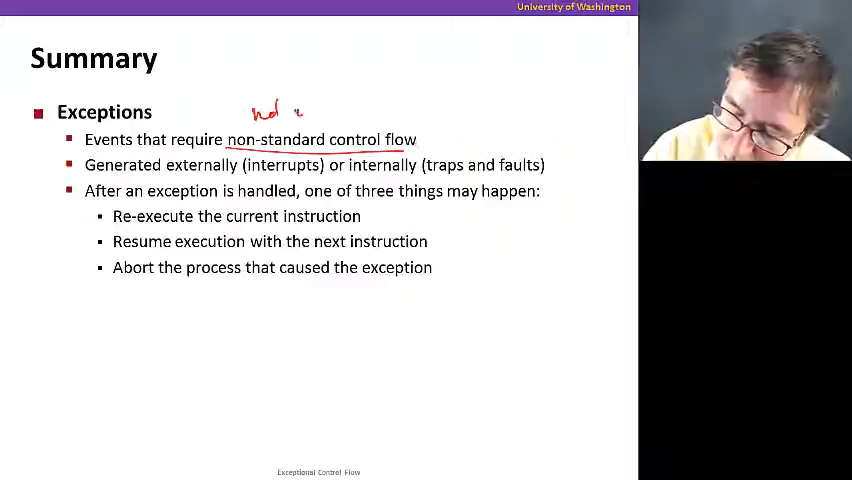 University of Washington
Summary
Exceptions
Events that require non-standard control flow
Generated externally (interrupts) or internally (traps and faults)
After an exception is handled, one of three things may happen:
Re-execute the current instruction
Resume execution with the next instruction
Abort the process that caused the exception
Exceptional Control Flow